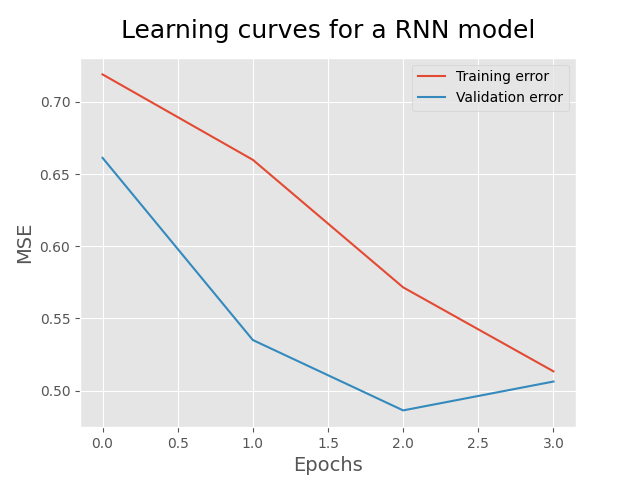 Learning curves for a RNN model
Training error
Validation error
MSE
0.70
0.65
0.60
0.55
0.50
0.0 0.5 1.0 1.5 2.0 2.5 3.0
Epochs